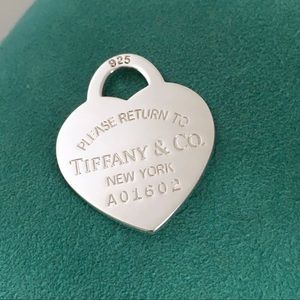 925
PLEASE RETURN TO
TIFFANY & CO.
NEW YORK
A01602